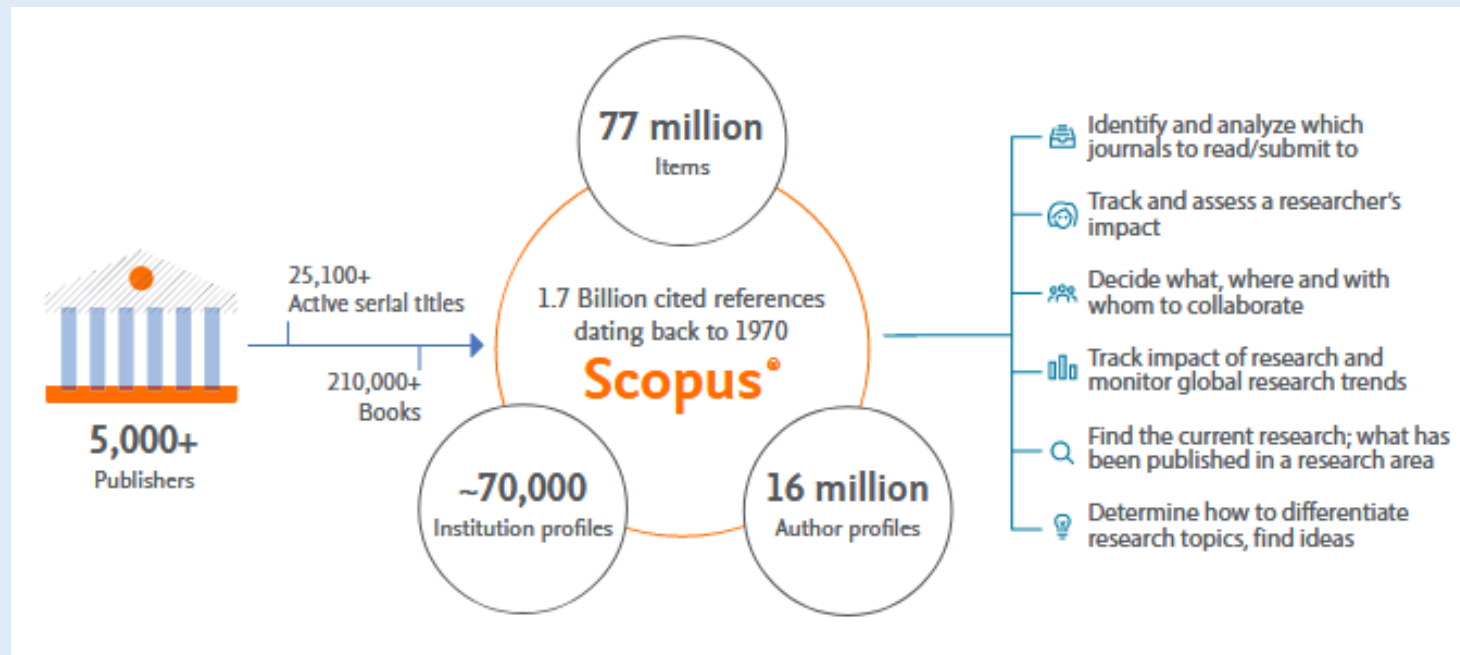 5,000+
Publishers
25,100+
Active serial titles
210,000+
Books
77 million
Items
1.7 Billion cited references
dating back to 1970
Scopus®
~70,000
Institution profiles
16 million
Author profiles
Identify and analyze which
journals to read/submit to
Track and assess a researcher's
impact
Decide what, where and with
whom to collaborate
Track impact of research and
monitor global research trends
Find the current research; what has
been published in a research area
Determine how to differentiate
research topics, find ideas